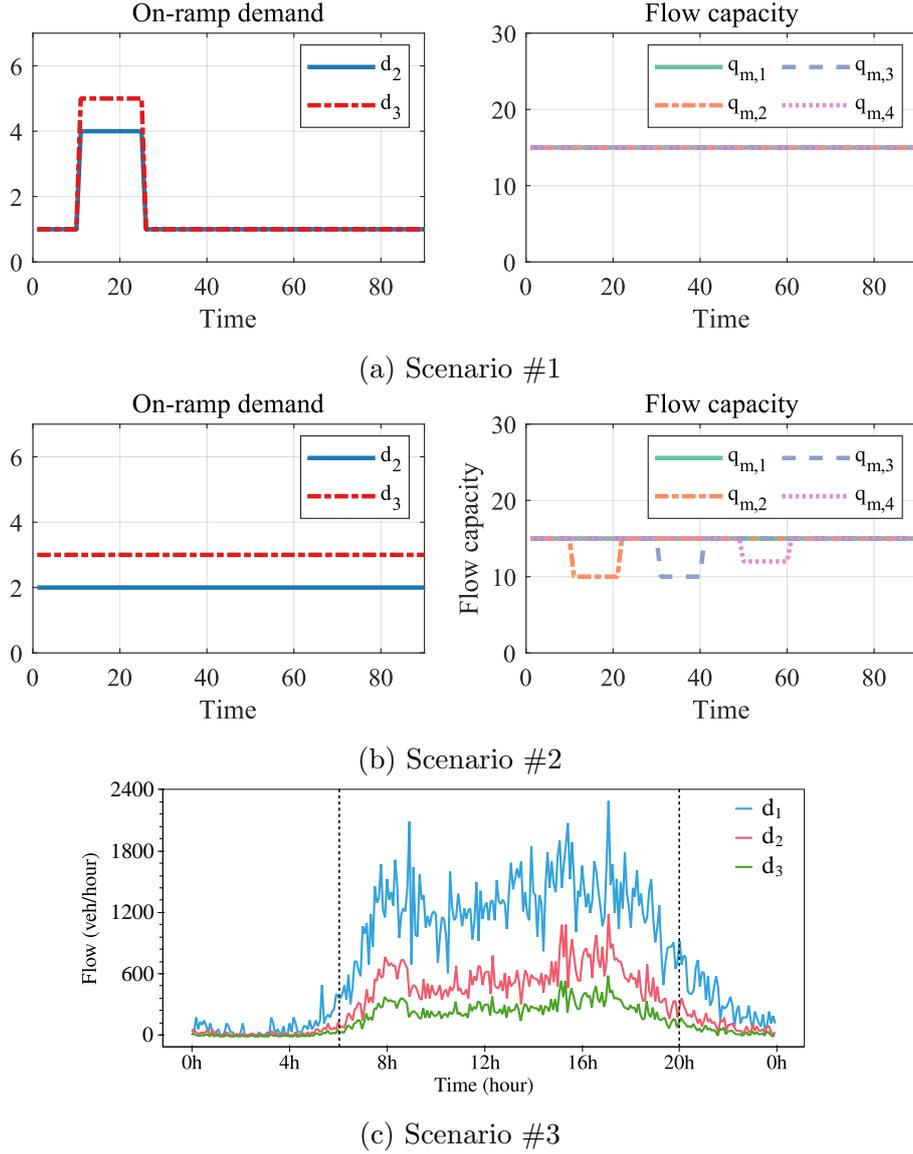 On-ramp demand
6
4
2
0
d2
d3
0 20 40 60 80
Time
Flow capacity
30
20
10
0
qm,1 qm,3
qm,2 qm,4
0 20 40 60 80
Time
(a) Scenario #1
On-ramp demand
6
4
2
0
d2
d3
0 20 40 60 80
Time
Flow capacity
Flow capacity
30
20
10
0
qm,1 qm,3
qm,2 qm,4
0 20 40 60 80
Time
(b) Scenario #2
Flow (veh/hour)
2400
1800
1200
600
0
d1
d2
d3
0h 4h 8h 12h 16h 20h 0h
Time (hour)
(c) Scenario #3